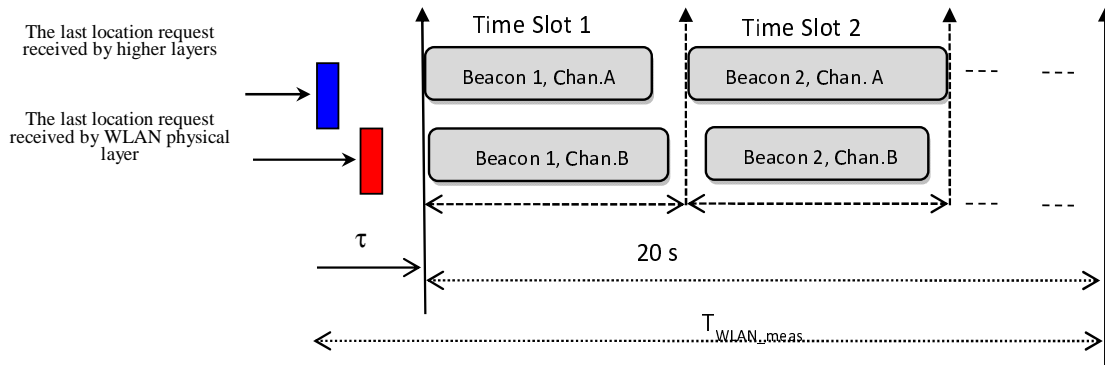 The last location request
received by higher layers
The last location request
received by WLAN physical
layer
Time Slot 1
Time Slot 2
Beacon 1, Chan.A
Beacon 2, Chan. A
Beacon 1, Chan.B
Beacon 2, Chan.B
τ
20 s
T WLAN_meas